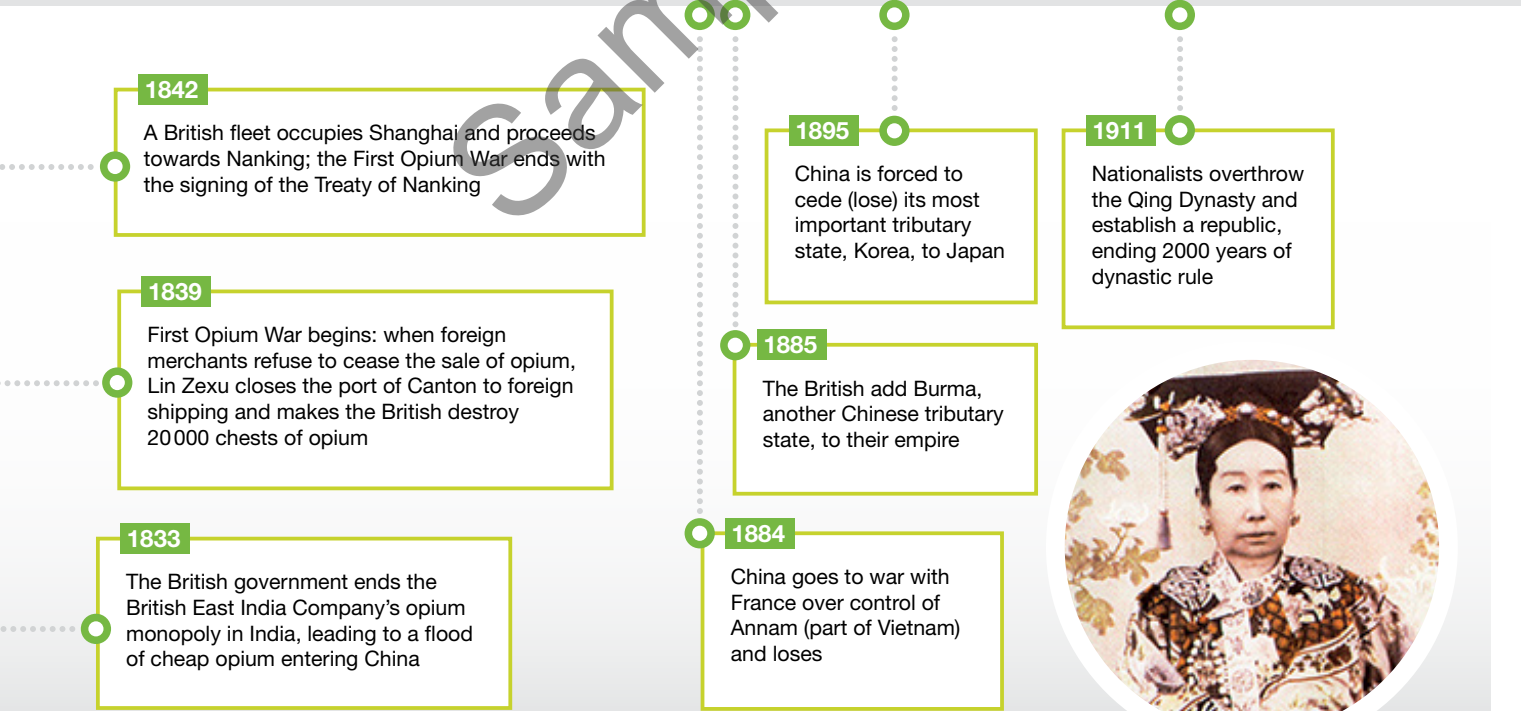 1842
A British fleet occupies Shanghai and proceeds
towards Nanking; the First Opium War ends with
the signing of the Treaty of Nanking
1839
First Opium War begins: when foreign
merchants refuse to cease the sale of opium,
Lin Zexu closes the port of Canton to foreign
shipping and makes the British destroy
20 000 chests of opium
1833
The British government ends the
British East India Company’s opium
monopoly in India, leading to a flood
of cheap opium entering China
1895
China is forced to
cede (lose) its most
important tributary
state, Korea, to Japan
1885
The British add Burma,
another Chinese tributary
state, to their empire
1884
China goes to war with
France over control of
Annam (part of Vietnam)
and loses
1911
Nationalists overthrow
the Qing Dynasty and
establish a republic,
ending 2000 years of
dynastic rule